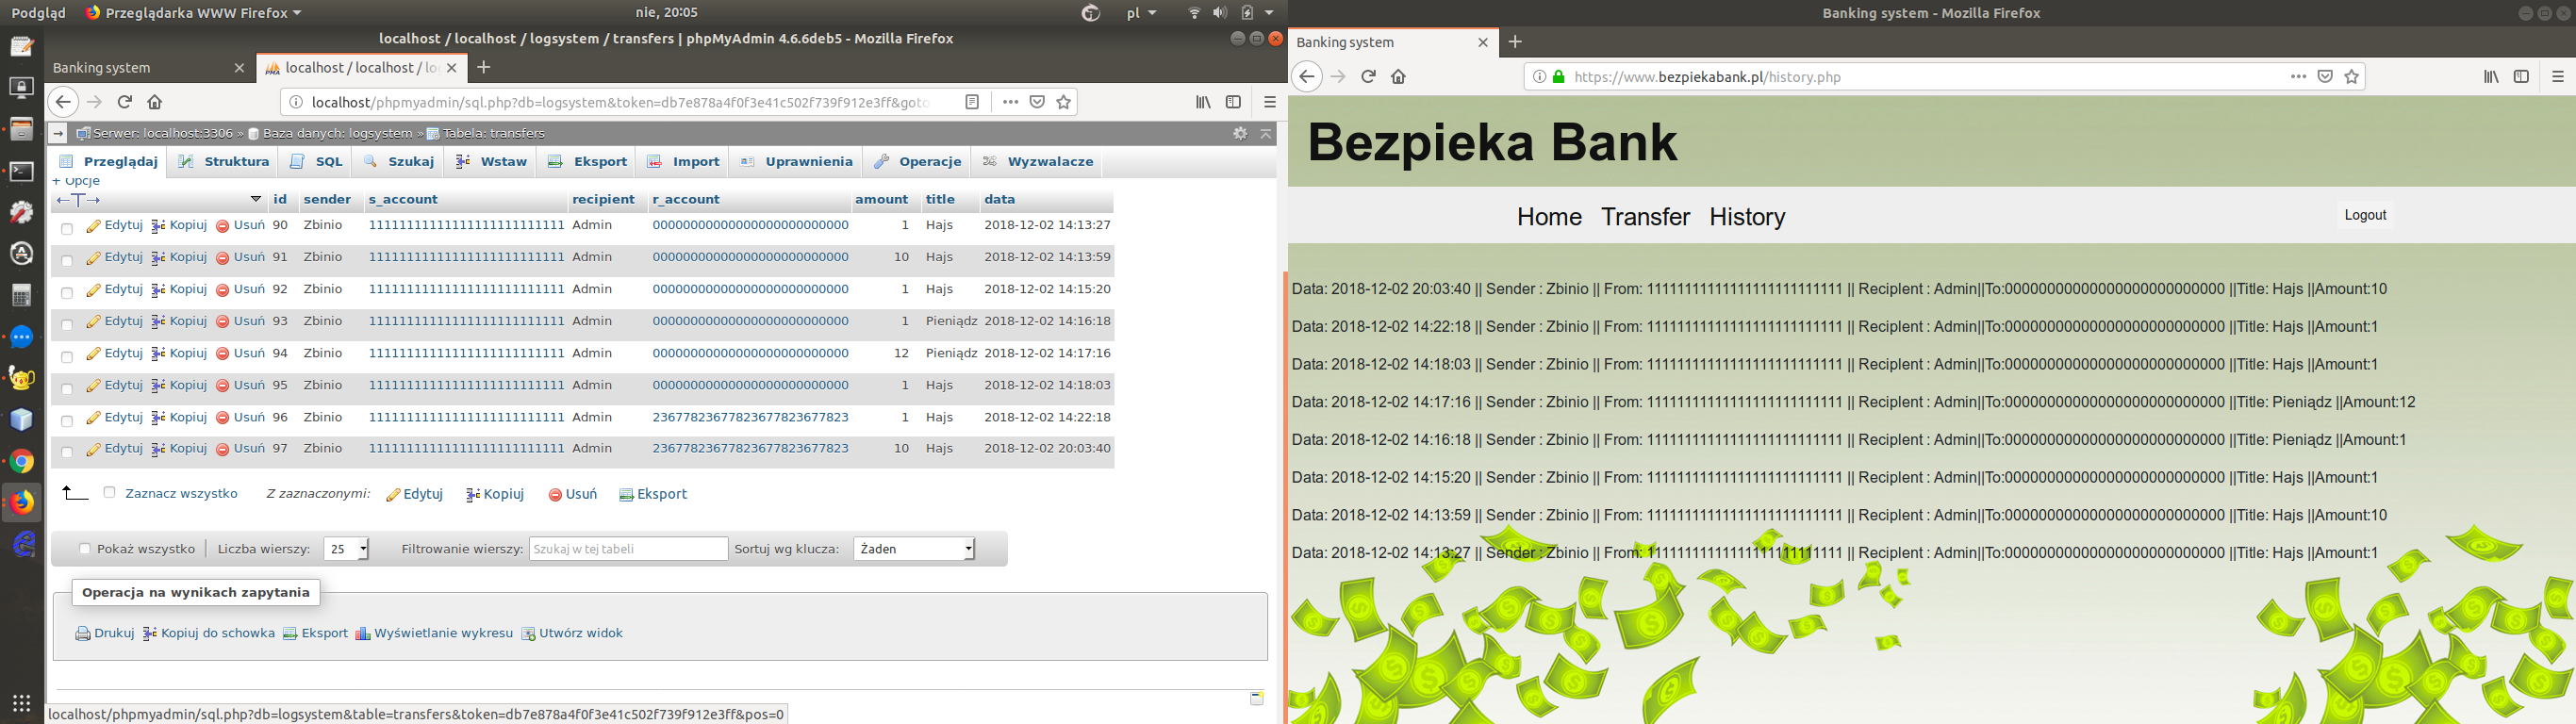 Podgląd Przeglądarka WWW Firefox nie, 20:05 pl
localhost / localhost / logsystem / transfers | phpMyAdmin 4.6.6deb5 - Mozilla Firefox
Banking system localhost / localhost / log
localhost/phpmyadmin/sql.php?db=logsystem&token=db7e878a4f0f3e41c502f739f912e3ff&goto
Serwer: localhost:3306 » Baza danych: logsystem » Tabela: transfers
Przeglądaj Struktura SQL Szukaj Wstaw Eksport Import Uprawnienia Operacje Wyzwalacze
+ Opcje
←T→ id sender s_account recipient r_account amount title data
Edytuj Kopiuj Usuń 90 Zbinio 11111111111111111111111111 Admin 00000000000000000000000000 1 Hajs 2018-12-02 14:13:27
Edytuj Kopiuj Usuń 91 Zbinio 11111111111111111111111111 Admin 00000000000000000000000000 10 Hajs 2018-12-02 14:13:59
Edytuj Kopiuj Usuń 92 Zbinio 11111111111111111111111111 Admin 00000000000000000000000000 1 Hajs 2018-12-02 14:15:20
Edytuj Kopiuj Usuń 93 Zbinio 11111111111111111111111111 Admin 00000000000000000000000000 1 Pieniądz 2018-12-02 14:16:18
Edytuj Kopiuj Usuń 94 Zbinio 11111111111111111111111111 Admin 00000000000000000000000000 12 Pieniądz 2018-12-02 14:17:16
Edytuj Kopiuj Usuń 95 Zbinio 11111111111111111111111111 Admin 00000000000000000000000000 1 Hajs 2018-12-02 14:18:03
Edytuj Kopiuj Usuń 96 Zbinio 11111111111111111111111111 Admin 23677823677823677823677823 1 Hajs 2018-12-02 14:22:18
Edytuj Kopiuj Usuń 97 Zbinio 11111111111111111111111111 Admin 23677823677823677823677823 10 Hajs 2018-12-02 20:03:40
Zaznacz wszystko Z zaznaczonymi: Edytuj Kopiuj Usuń Eksport
Pokaż wszystko Liczba wierszy: 25 Filtrowanie wierszy: Szukaj w tej tabeli Sortuj wg klucza: Żaden
Operacja na wynikach zapytania
Drukuj Kopiuj do schowka Eksport Wyświetlanie wykresu Utwórz widok
localhost/phpmyadmin/sql.php?db=logsystem&table=transfers&token=db7e878a4f0f3e41c502f739f912e3ff&pos=0
Banking system - Mozilla Firefox
Banking system
https://www.bezpiekabank.pl/history.php
Bezpieka Bank
Home Transfer History Logout
Data: 2018-12-02 20:03:40 || Sender : Zbinio || From: 11111111111111111111111111 || Recipient : Admin||To:00000000000000000000000000 ||Title: Hajs ||Amount:10
Data: 2018-12-02 14:22:18 || Sender : Zbinio || From: 11111111111111111111111111 || Recipient : Admin||To:00000000000000000000000000 ||Title: Hajs ||Amount:1
Data: 2018-12-02 14:18:03 || Sender : Zbinio || From: 11111111111111111111111111 || Recipient : Admin||To:00000000000000000000000000 ||Title: Hajs ||Amount:1
Data: 2018-12-02 14:17:16 || Sender : Zbinio || From: 11111111111111111111111111 || Recipient : Admin||To:00000000000000000000000000 ||Title: Pieniądz ||Amount:12
Data: 2018-12-02 14:16:18 || Sender : Zbinio || From: 11111111111111111111111111 || Recipient : Admin||To:00000000000000000000000000 ||Title: Pieniądz ||Amount:1
Data: 2018-12-02 14:15:20 || Sender : Zbinio || From: 11111111111111111111111111 || Recipient : Admin||To:00000000000000000000000000 ||Title: Hajs ||Amount:1
Data: 2018-12-02 14:13:59 || Sender : Zbinio || From: 11111111111111111111111111 || Recipient : Admin||To:00000000000000000000000000 ||Title: Hajs ||Amount:10
Data: 2018-12-02 14:13:27 || Sender : Zbinio || From: 11111111111111111111111111 || Recipient : Admin||To:00000000000000000000000000 ||Title: Hajs ||Amount:1